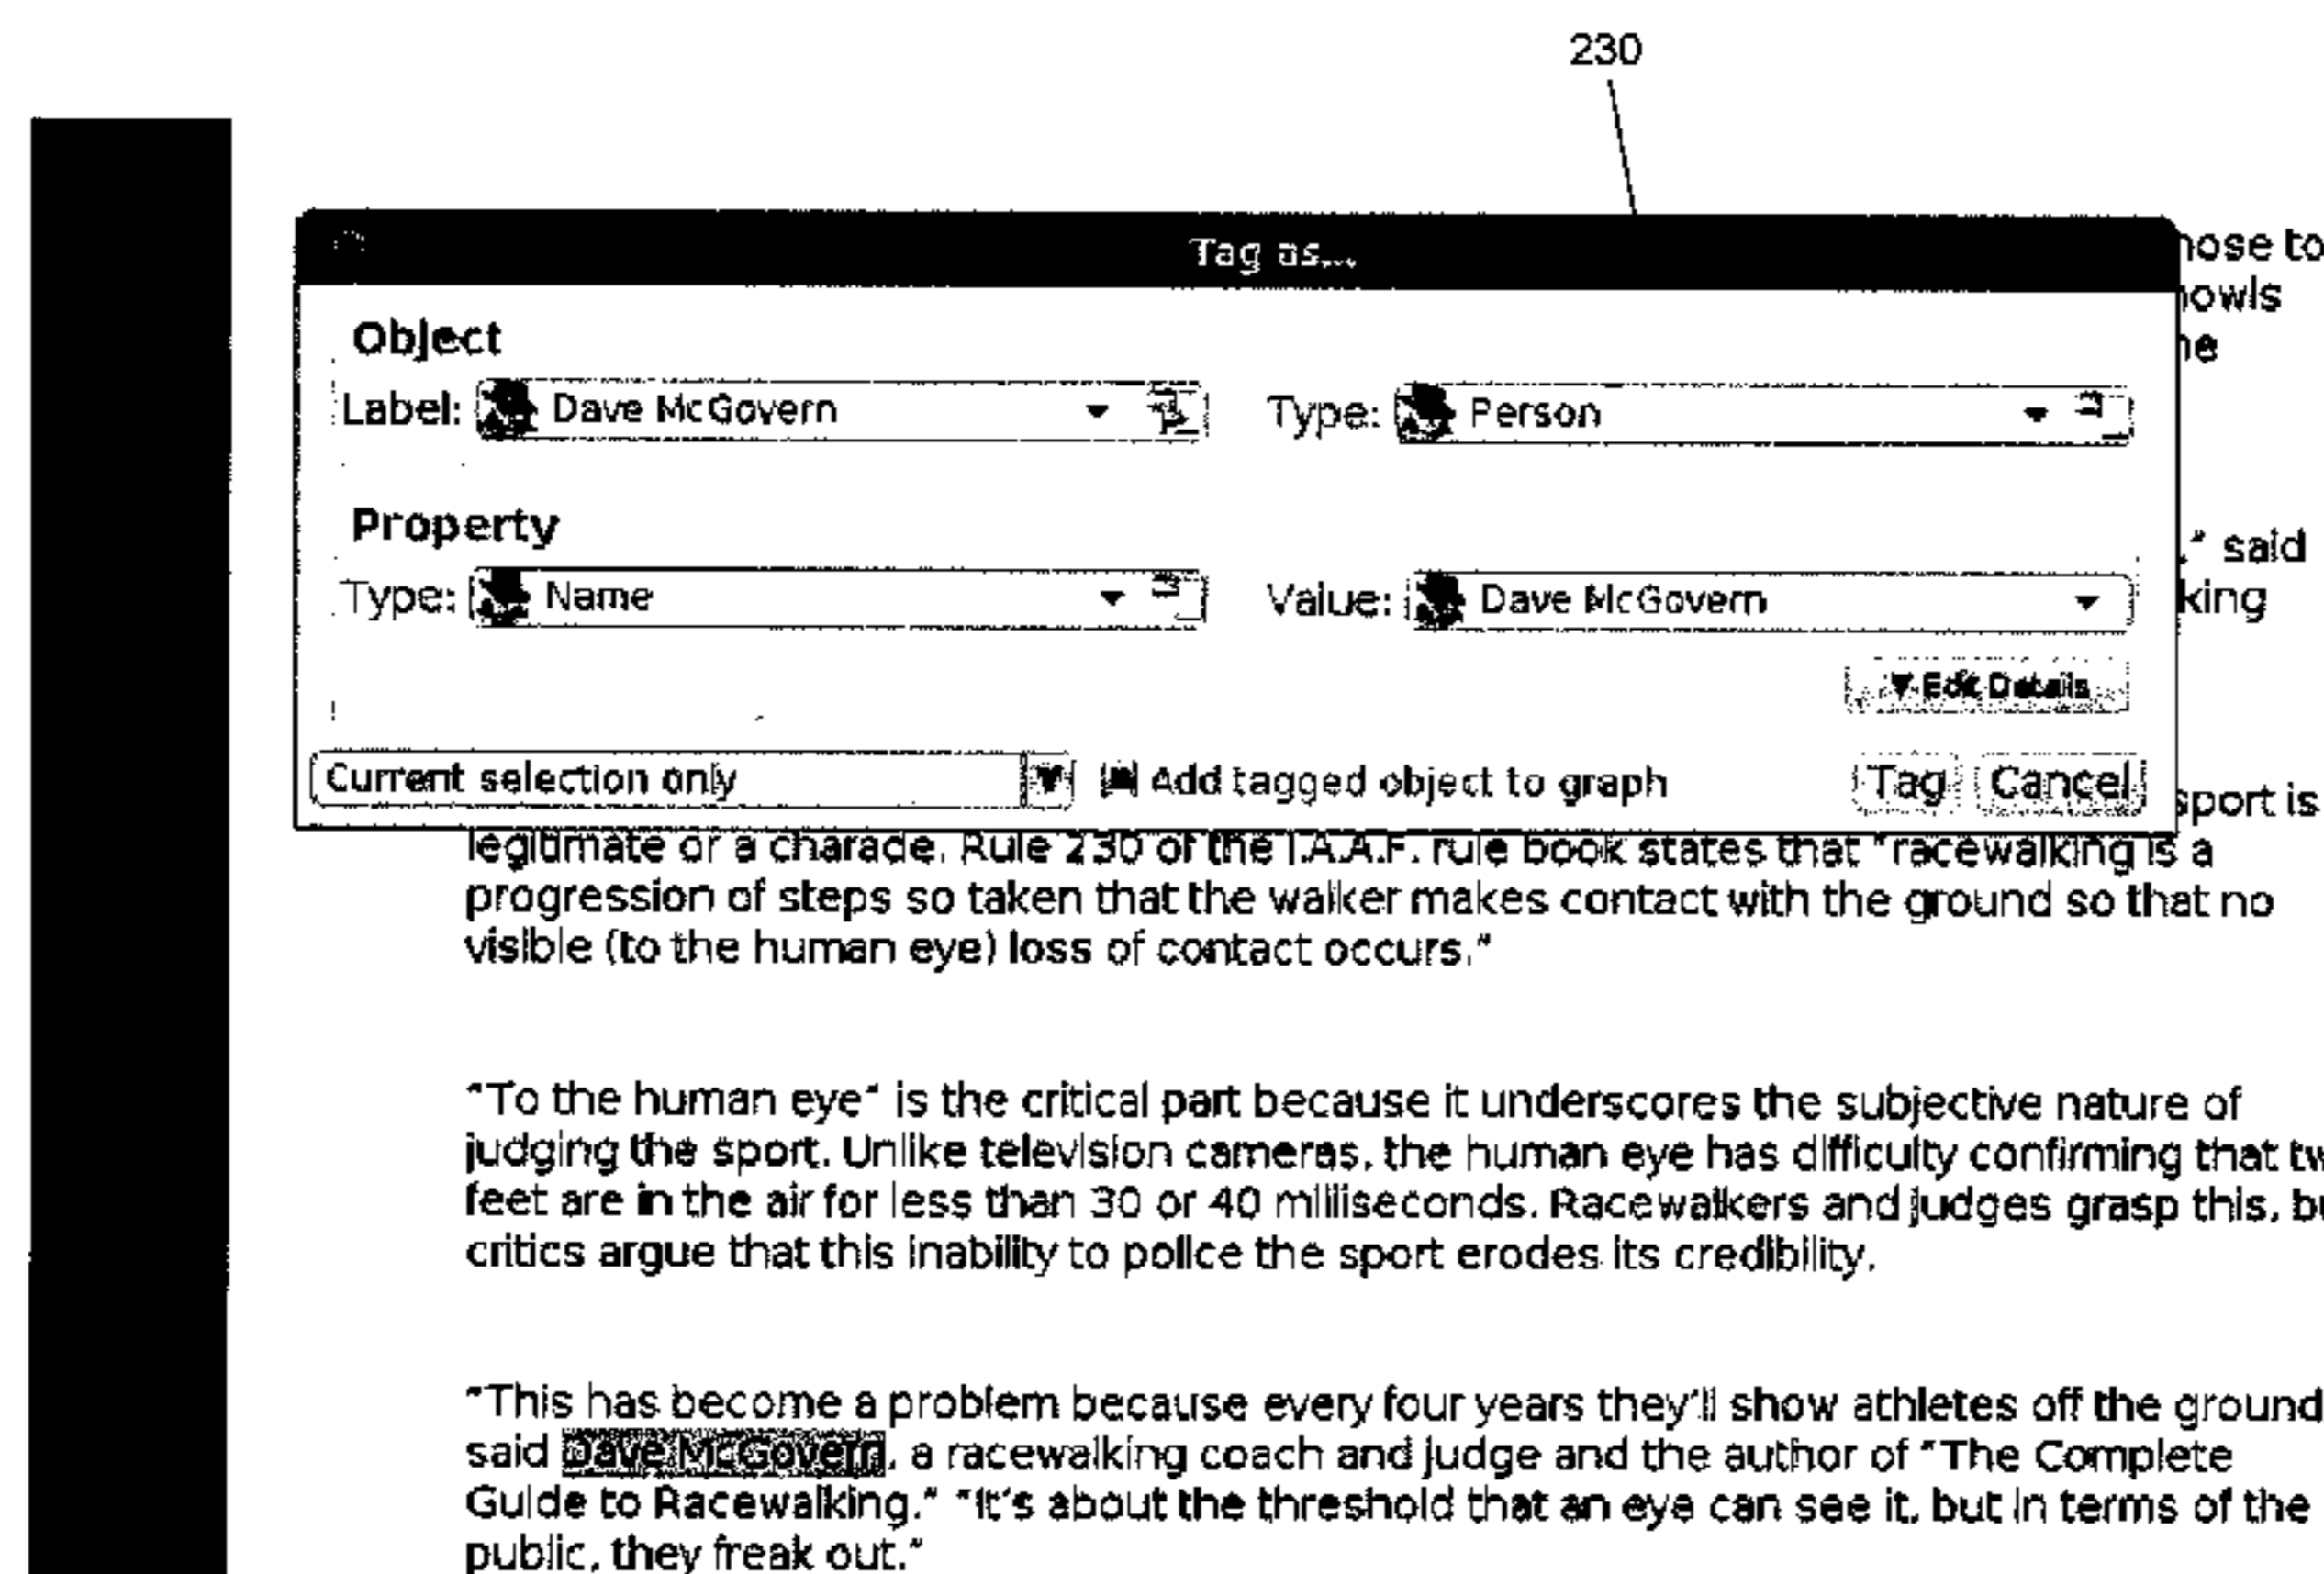 230
Tag as...
Object
Label: Dave McGovern Type: Person
Property
Type: Name Value: Dave McGovern
Edit Details
Current selection only Add tagged object to graph Tag Cancel
said
king
sport is
legitimate or a charade. Rule 230 of the I.A.A.F. rule book states that "racewalking is a
progression of steps so taken that the walker makes contact with the ground so that no
visible (to the human eye) loss of contact occurs."
"To the human eye" is the critical part because it underscores the subjective nature of
judging the sport. Unlike television cameras, the human eye has difficulty confirming that tw
feet are in the air for less than 30 or 40 milliseconds. Racewalkers and judges grasp this, bu
critics argue that this inability to police the sport erodes its credibility.
"This has become a problem because every four years they'll show athletes off the ground
said Dave McGovern, a racewalking coach and judge and the author of "The Complete
Guide to Racewalking." "It's about the threshold that an eye can see it, but in terms of the
public, they freak out."